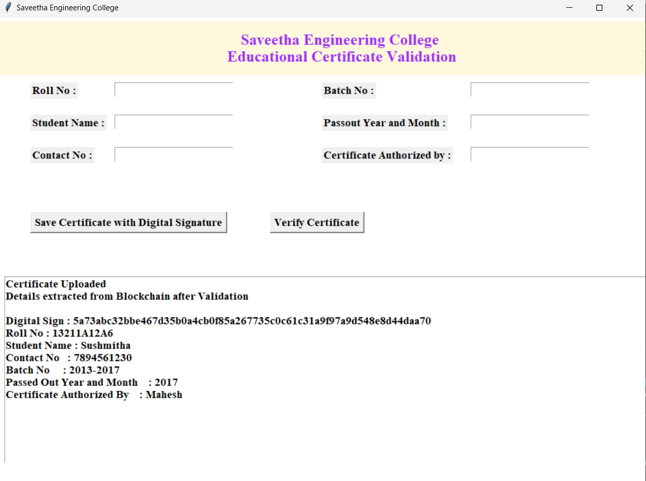 Saveetha Engineering College
Saveetha Engineering College
Educational Certificate Validation
Roll No :
Batch No :
Student Name :
Passout Year and Month :
Contact No :
Certificate Authorized by :
Save Certificate with Digital Signature
Verify Certificate
Certificate Uploaded
Details extracted from Blockchain after Validation
Digital Sign : 5a73abc32bbe467d35b0a4cb0f85a267735c0c61c31a9f97a9d548e8d44daa70
Roll No : 13211A12A6
Student Name : Sushmitha
Contact No : 7894561230
Batch No : 2013-2017
Passed Out Year and Month : 2017
Certificate Authorized By : Mahesh